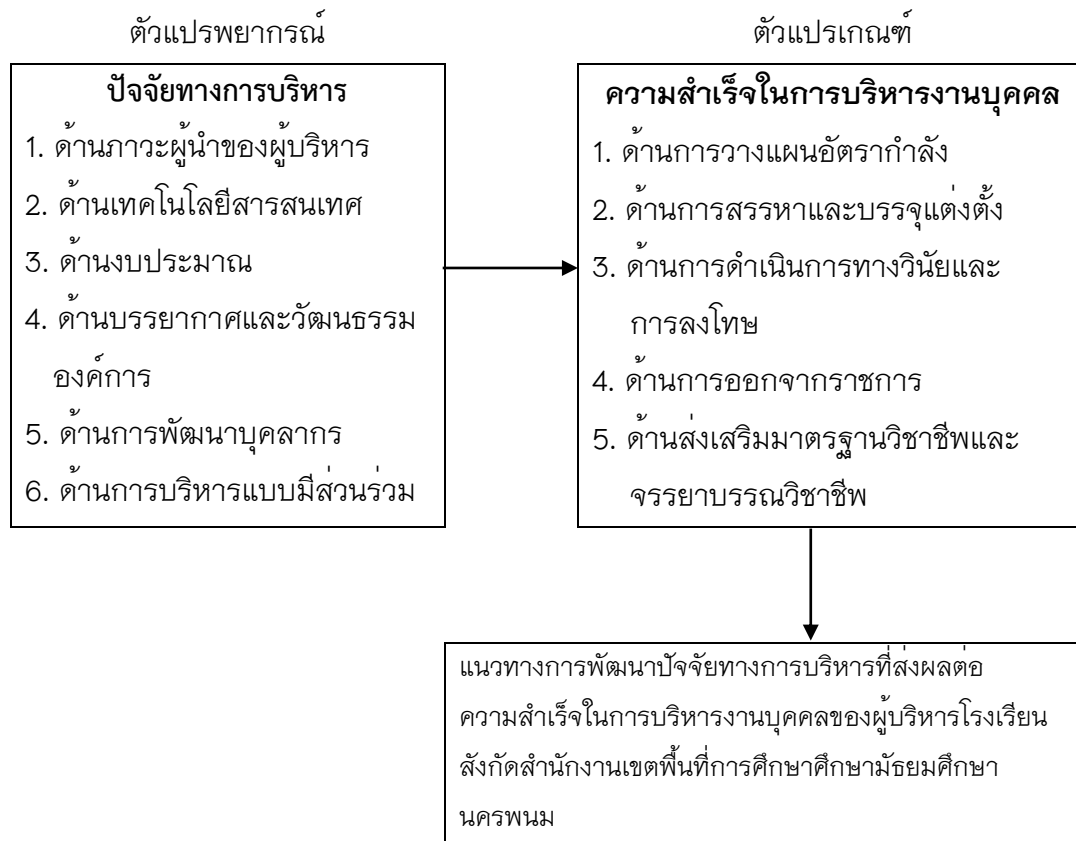 ตัวแปรพยากรณ์
ปัจจัยทางการบริหาร
1. ด้านภาวะผู้นำของผู้บริหาร
2. ด้านเทคโนโลยีสารสนเทศ
3. ด้านงบประมาณ
4. ด้านบรรยากาศและวัฒนธรรม
องค์การ
5. ด้านการพัฒนาบุคลากร
6. ด้านการบริหารแบบมีส่วนร่วม
ตัวแปรเกณฑ์
ความสำเร็จในการบริหารงานบุคคล
1. ด้านการวางแผนอัตรากำลัง
2. ด้านการสรรหาและบรรจุแต่งตั้ง
3. ด้านการดำเนินการทางวินัยและ
การลงโทษ
4. ด้านการออกจากราชการ
5. ด้านส่งเสริมมาตรฐานวิชาชีพและ
จรรยาบรรณวิชาชีพ
แนวทางการพัฒนาปัจจัยทางการบริหารที่ส่งผลต่อ
ความสำเร็จในการบริหารงานบุคคลของผู้บริหารโรงเรียน
สังกัดสำนักงานเขตพื้นที่การศึกษาศึกษามัธยมศึกษา
นครพนม